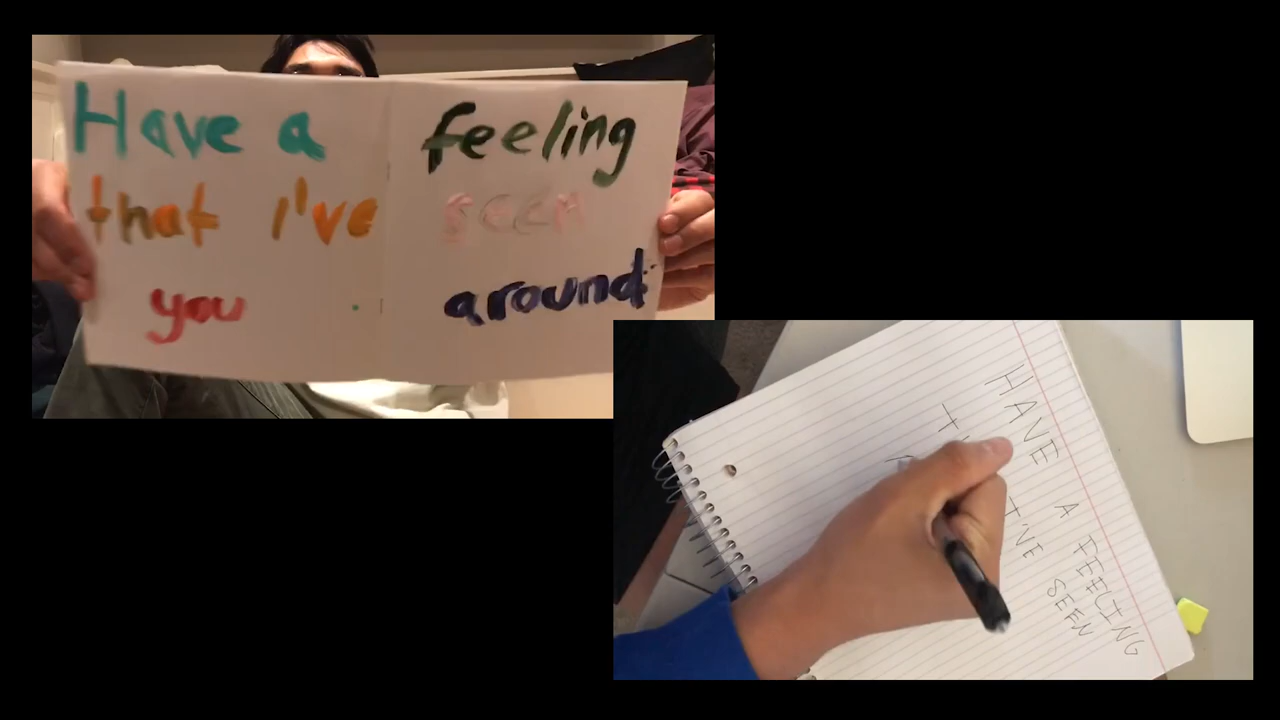 Have a feeling
that i've seen
you around
HAVE A FEELING
I'VE SEEN